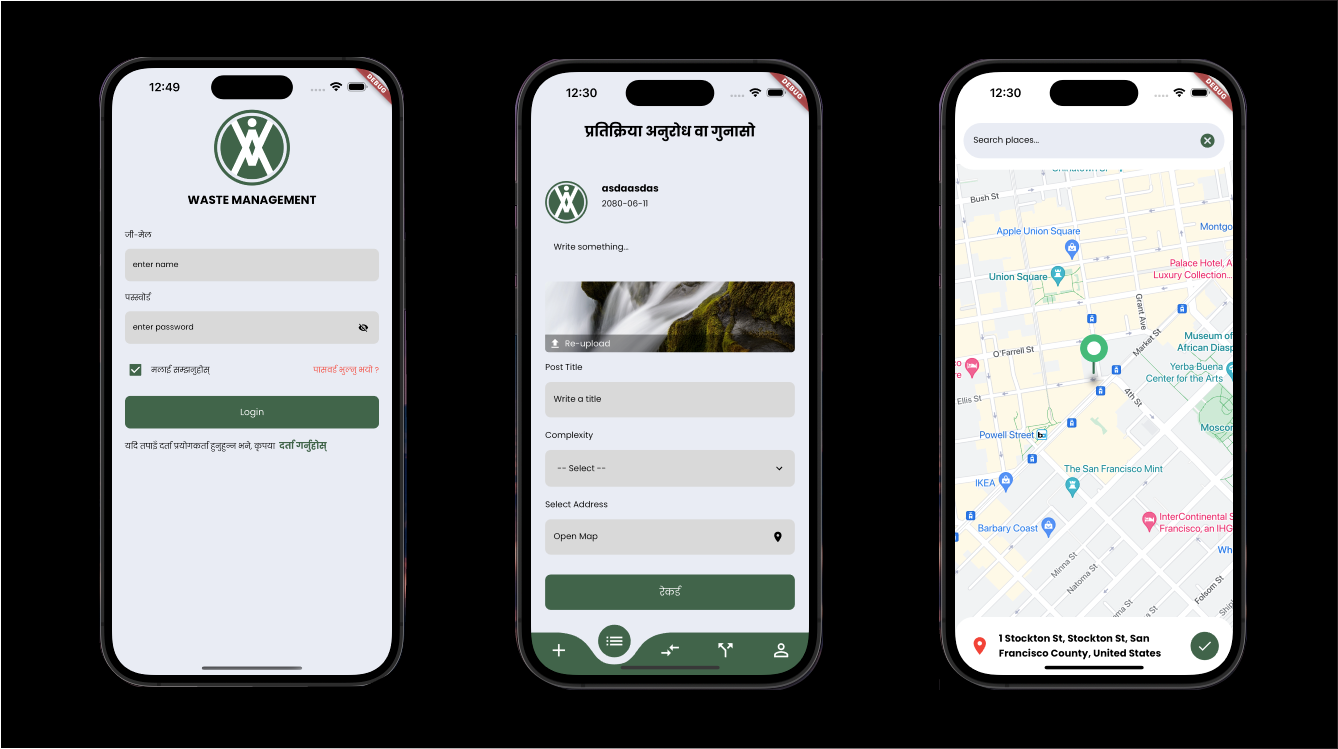 12:49
DEBUG
WASTE MANAGEMENT
जी-मेल
enter name
पस्स्वोर्ड
enter password
मलाई सम्झनुहोस्
पासवर्ड भुल्नु भयो ?
Login
यदि तपाईं दर्ता प्रयोगकर्ता हुनुहुन्न भने, कृपया दर्ता गर्नुहोस्
12:30
DEBUG
प्रतिक्रिया अनुरोध वा गुनासो
asdaasdas
2080-06-11
Write something...
Re-upload
Post Title
Write a title
Complexity
-- Select --
Select Address
Open Map
रेकर्ड
12:30
DEBUG
Search places...
Chinatown
Bush St
Apple Union Square
Montgo
Palace Hotel, A
Luxury Collection...
Union Square
Grant Ave
Market St
Museum of
African Diasp
O'Farrell St
Yerba Buena
Center for the Arts
Ellis St
4th St
Powell Street
Moscon
The San Francisco Mint
IKEA
InterContinental S
Francisco, an IHG
Barbary Coast
Wh
Minna St
Natoma St
Folsom St
1 Stockton St, Stockton St, San
Francisco County, United States